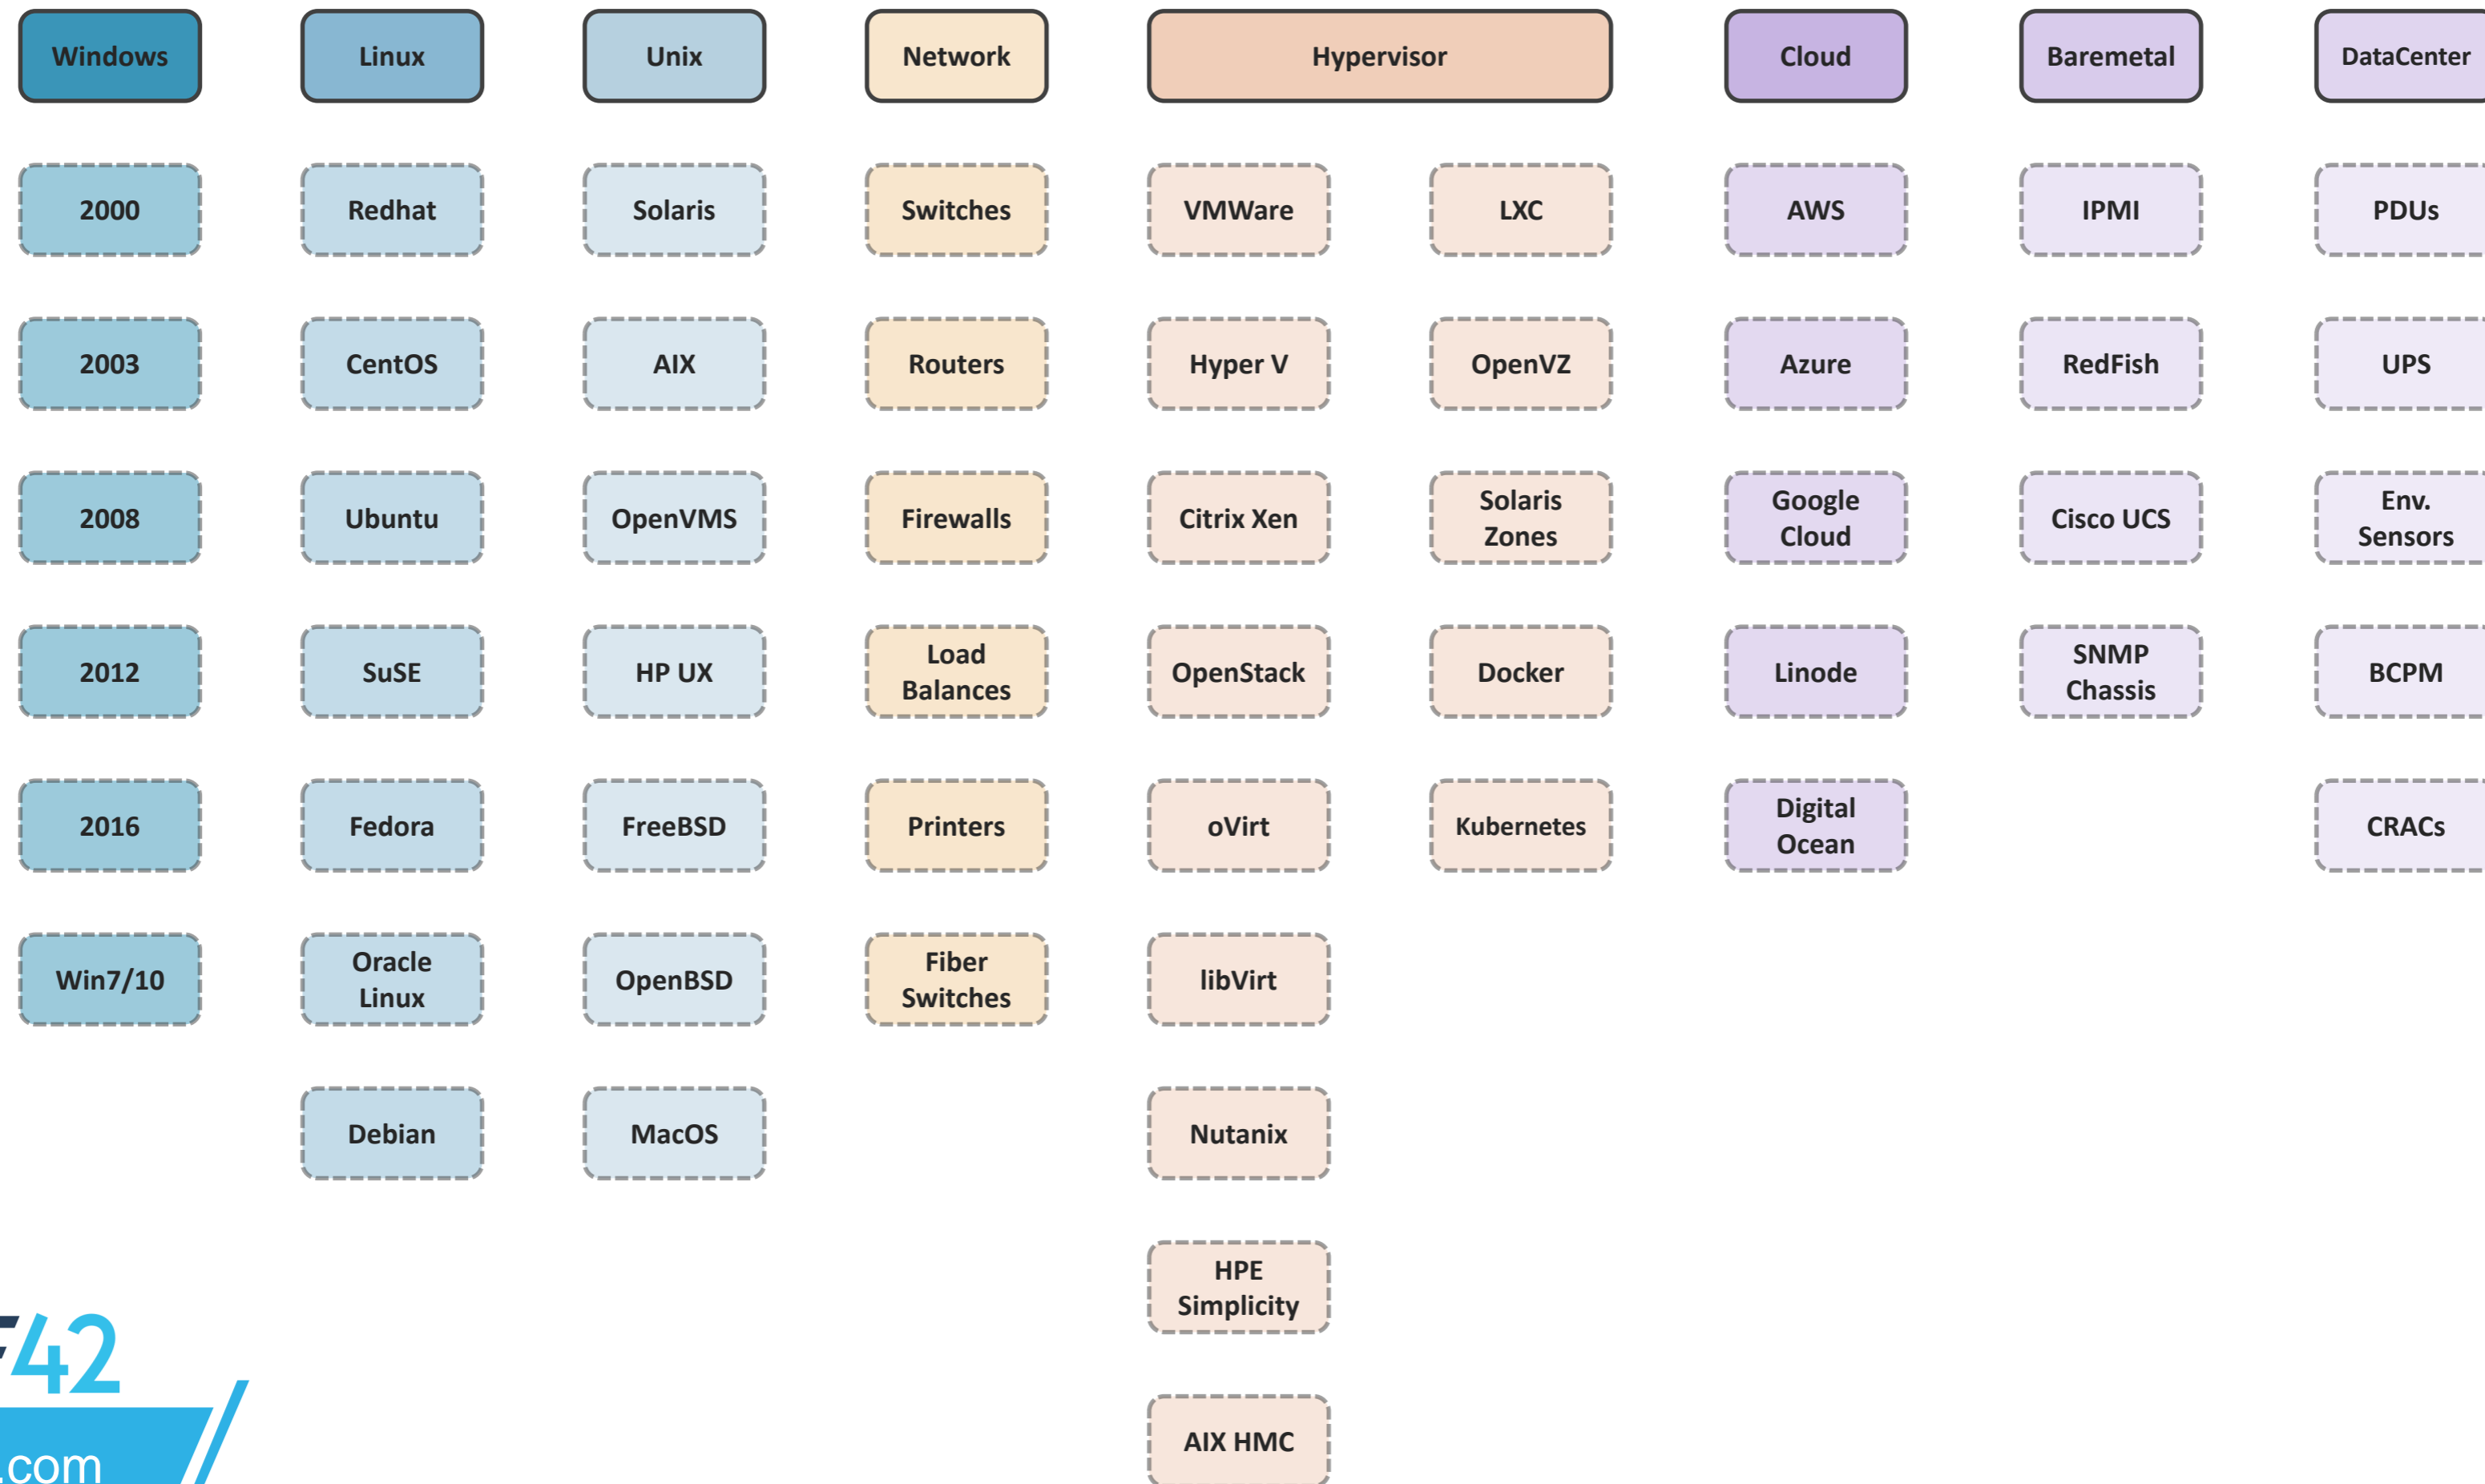 Windows
Linux
Unix
Network
Hypervisor
Cloud
Baremetal
DataCenter
2000
Redhat
Solaris
Switches
VMWare
LXC
AWS
IPMI
PDUs
2003
CentOS
AIX
Routers
Hyper V
OpenVZ
Azure
RedFish
UPS
2008
Ubuntu
OpenVMS
Firewalls
Citrix Xen
Solaris
Zones
Google
Cloud
Cisco UCS
Env.
Sensors
2012
SuSE
HP UX
Load
Balances
OpenStack
Docker
Linode
SNMP
Chassis
BCPM
2016
Fedora
FreeBSD
Printers
oVirt
Kubernetes
Digital
Ocean
CRACs
Win7/10
Oracle
Linux
OpenBSD
Fiber
Switches
libVirt
Debian
MacOS
Nutanix
HPE
Simplicity
42
AIX HMC
.com